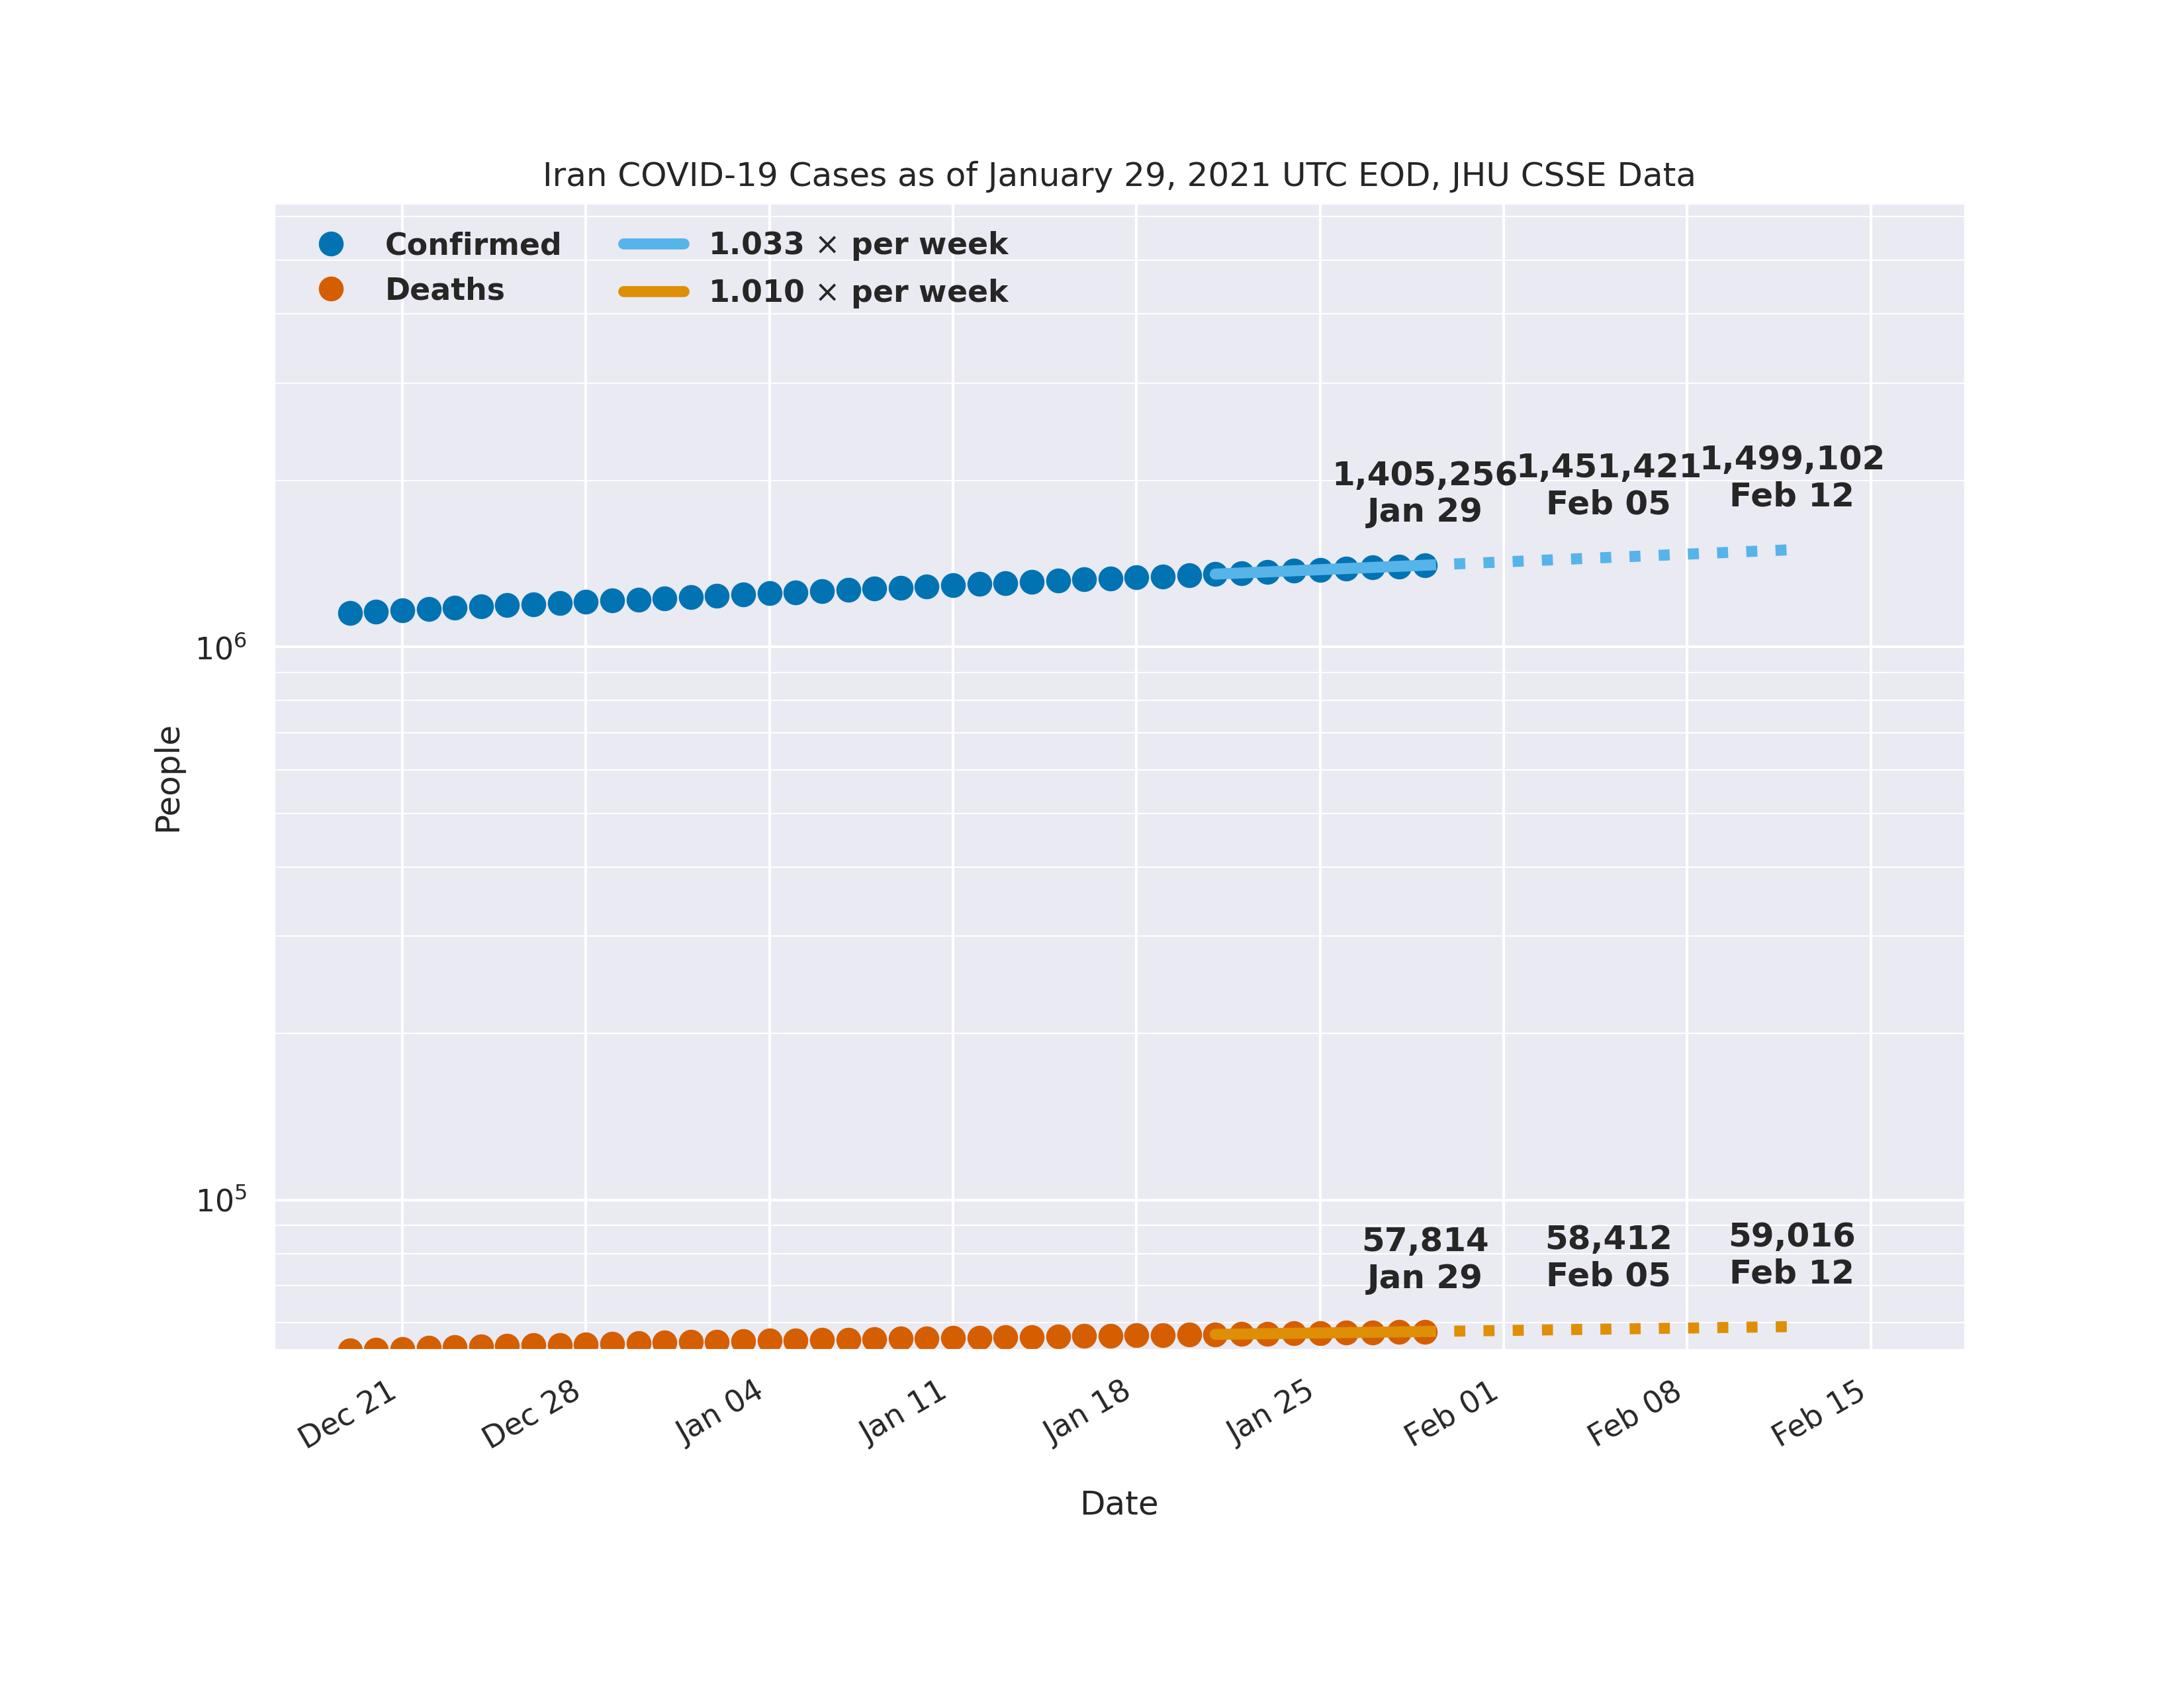 Iran COVID-19 Cases as of January 29, 2021 UTC EOD, JHU CSSE Data
Confirmed
Deaths
1.033 × per week
1.010 × per week
1,405,256
Jan 29
1,451,421
Feb 05
1,499,102
Feb 12
10⁶
People
10⁵
57,814
Jan 29
58,412
Feb 05
59,016
Feb 12
Dec 21
Dec 28
Jan 04
Jan 11
Jan 18
Jan 25
Feb 01
Feb 08
Feb 15
Date